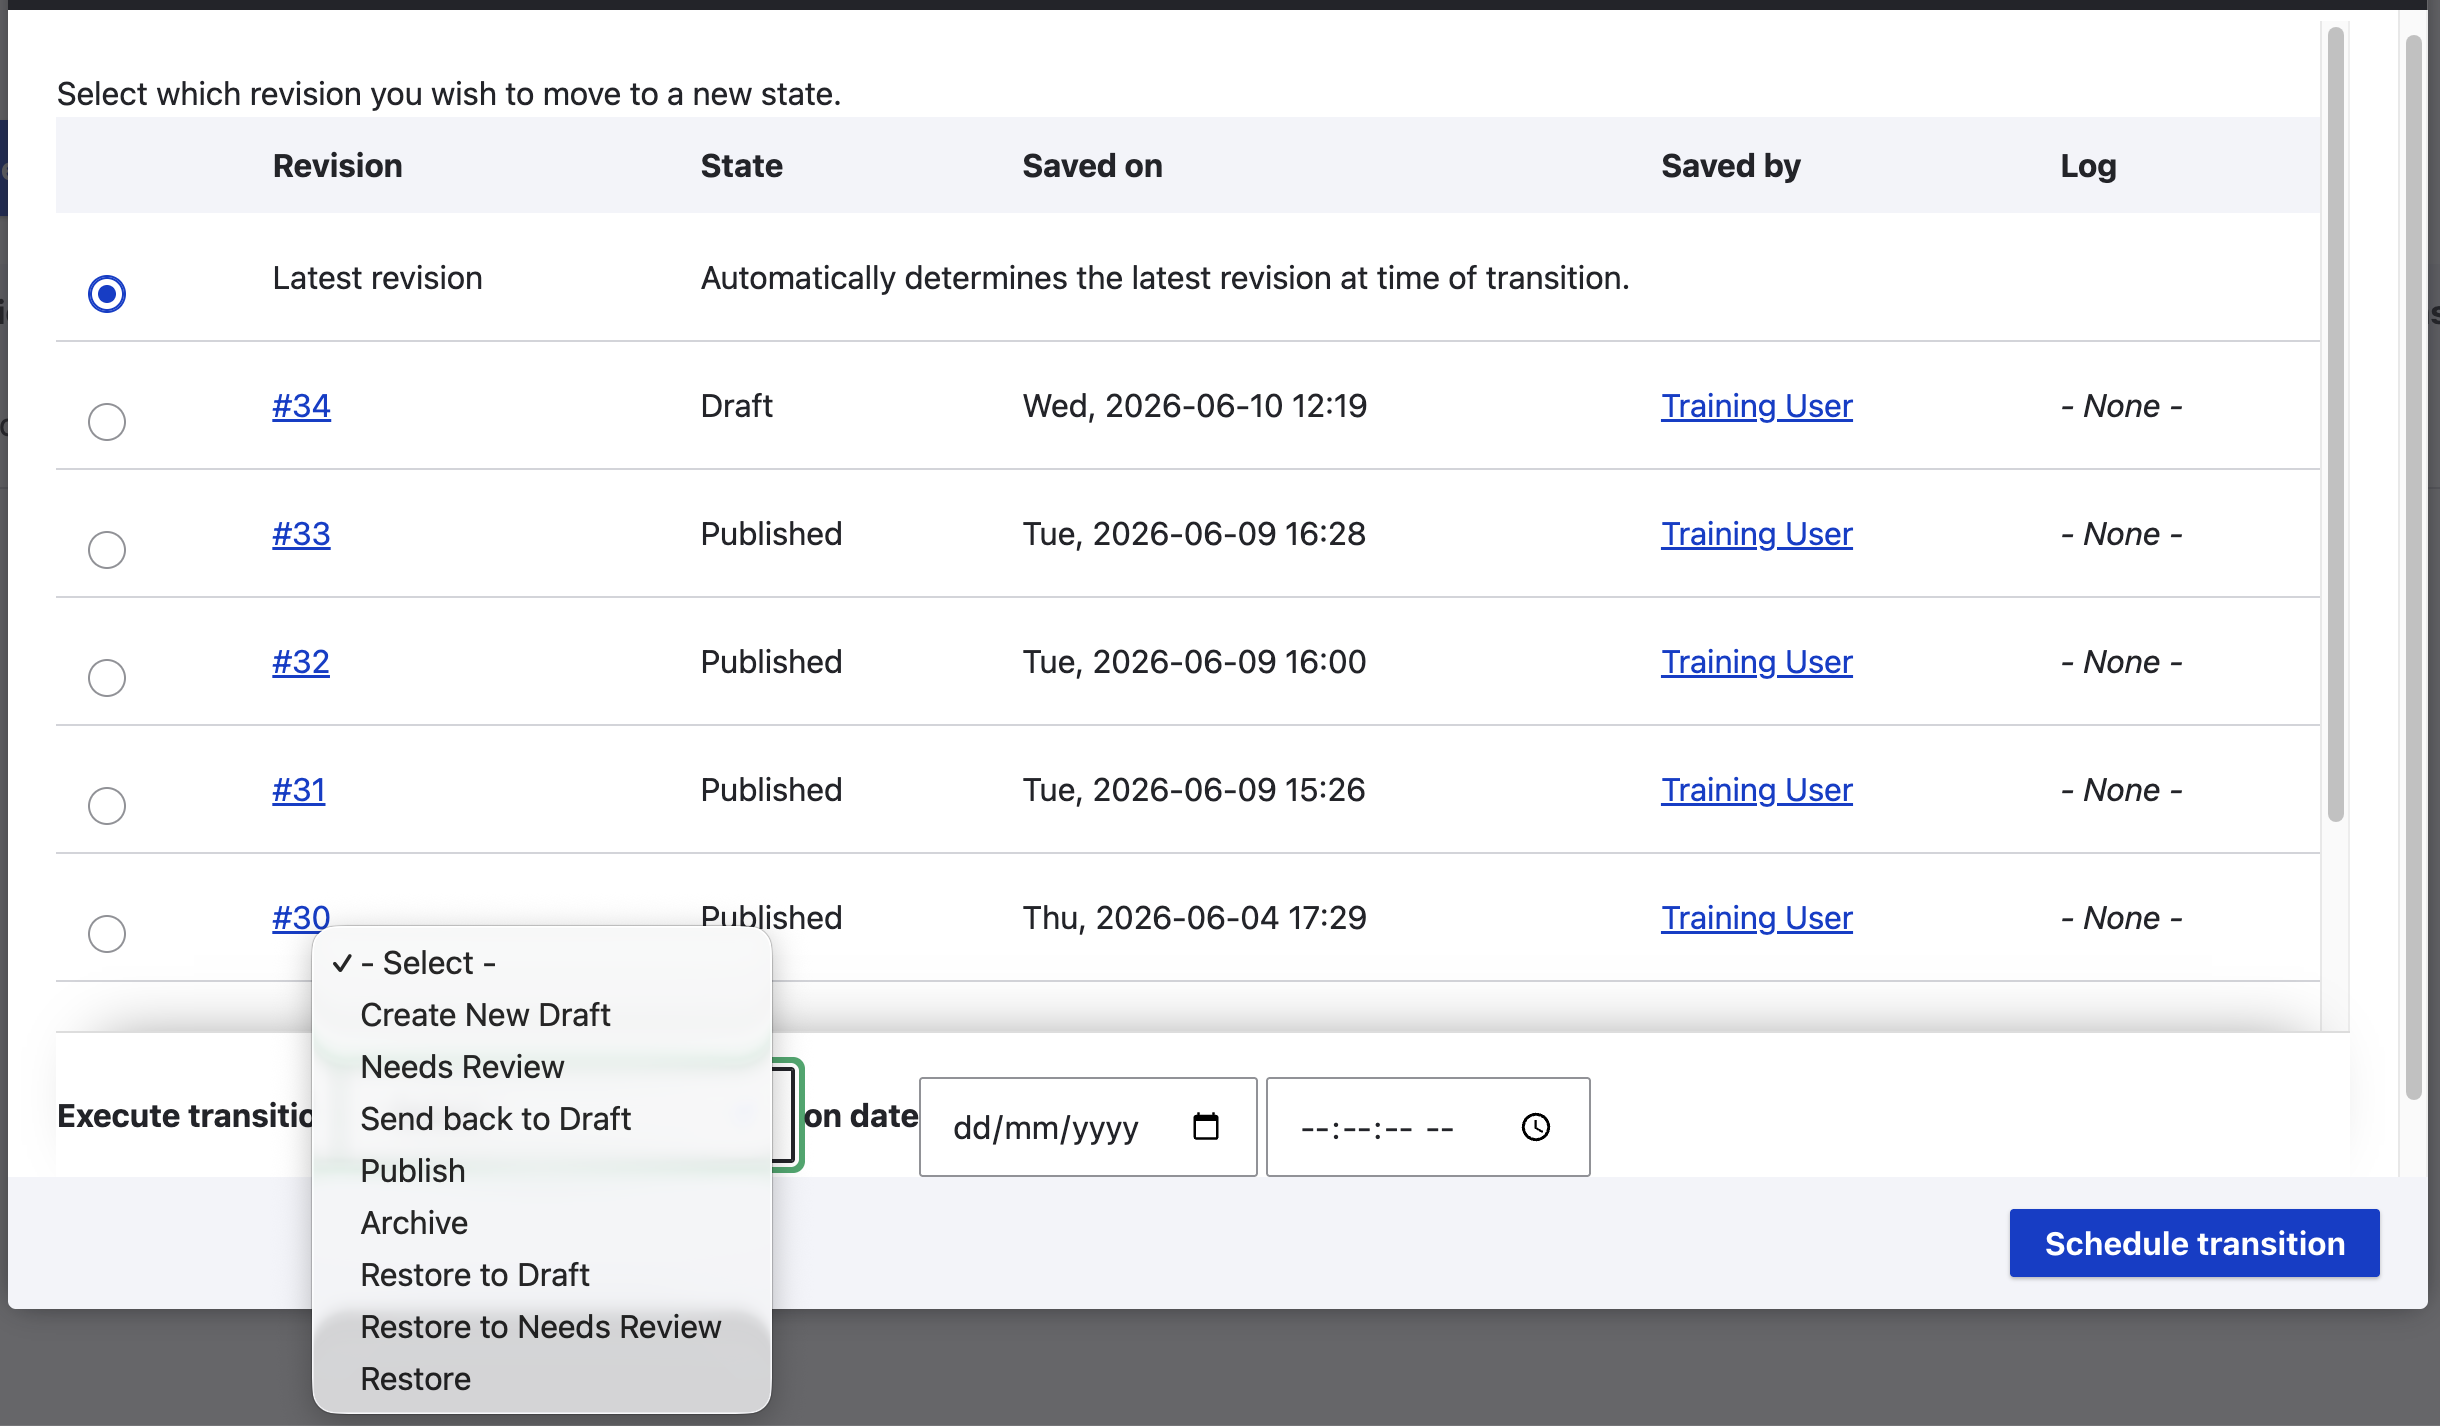 Select which revision you wish to move to a new state.
Revision State Saved on Saved by Log
Latest revision Automatically determines the latest revision at time of transition.
#34 Draft Wed, 2026-06-10 12:19 Training User - None -
#33 Published Tue, 2026-06-09 16:28 Training User - None -
#32 Published Tue, 2026-06-09 16:00 Training User - None -
#31 Published Tue, 2026-06-09 15:26 Training User - None -
#30 Published Thu, 2026-06-04 17:29 Training User - None -
✓ - Select -
Create New Draft
Needs Review
Send back to Draft
Publish
Archive
Restore to Draft
Restore to Needs Review
Restore
Execute transitio on date dd/mm/yyyy --:--:-- --
Schedule transition